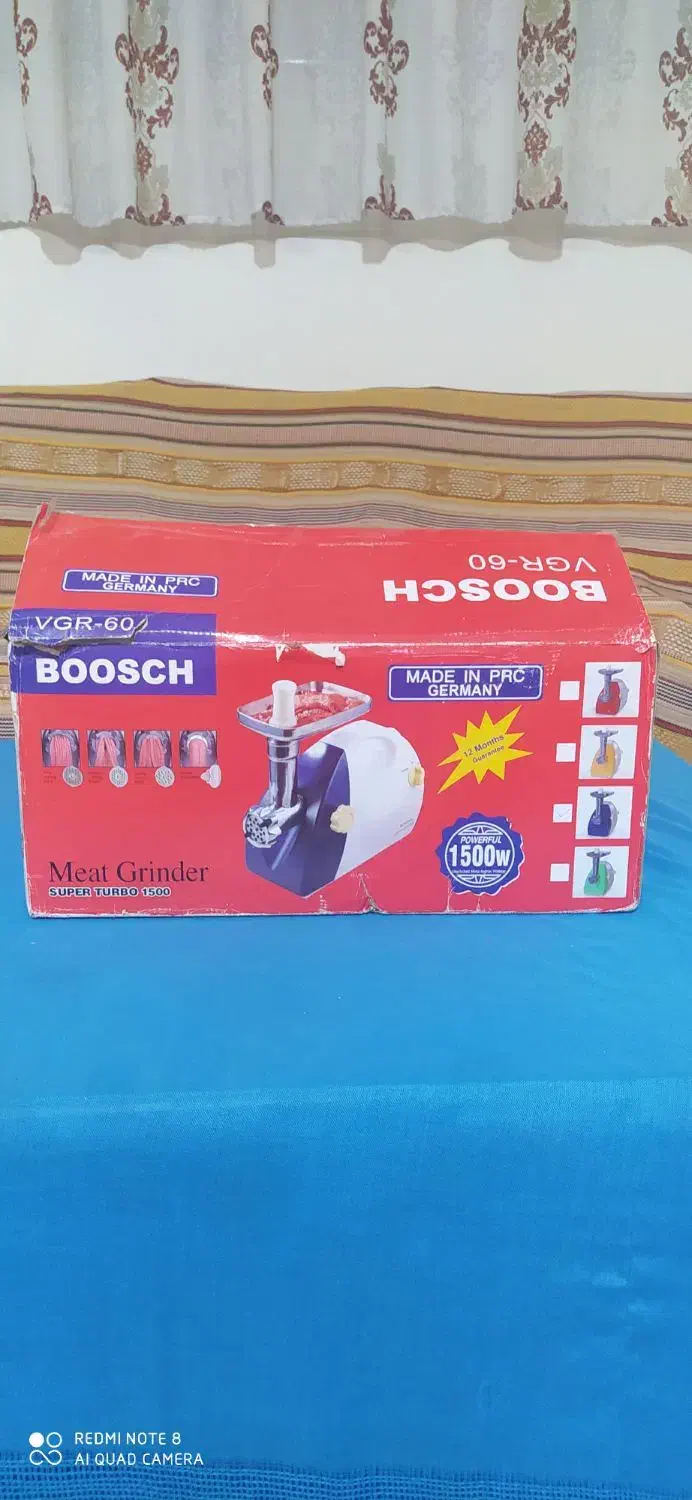 VGR-60
BOOSCH
MADE IN PRC
GERMANY
VGR-60
BOOSCH
MADE IN PRC
GERMANY
12 Months
Guarantee
POWERFUL
1500w
Meat Grinder
SUPER TURBO 1500
REDMI NOTE 8
AI QUAD CAMERA